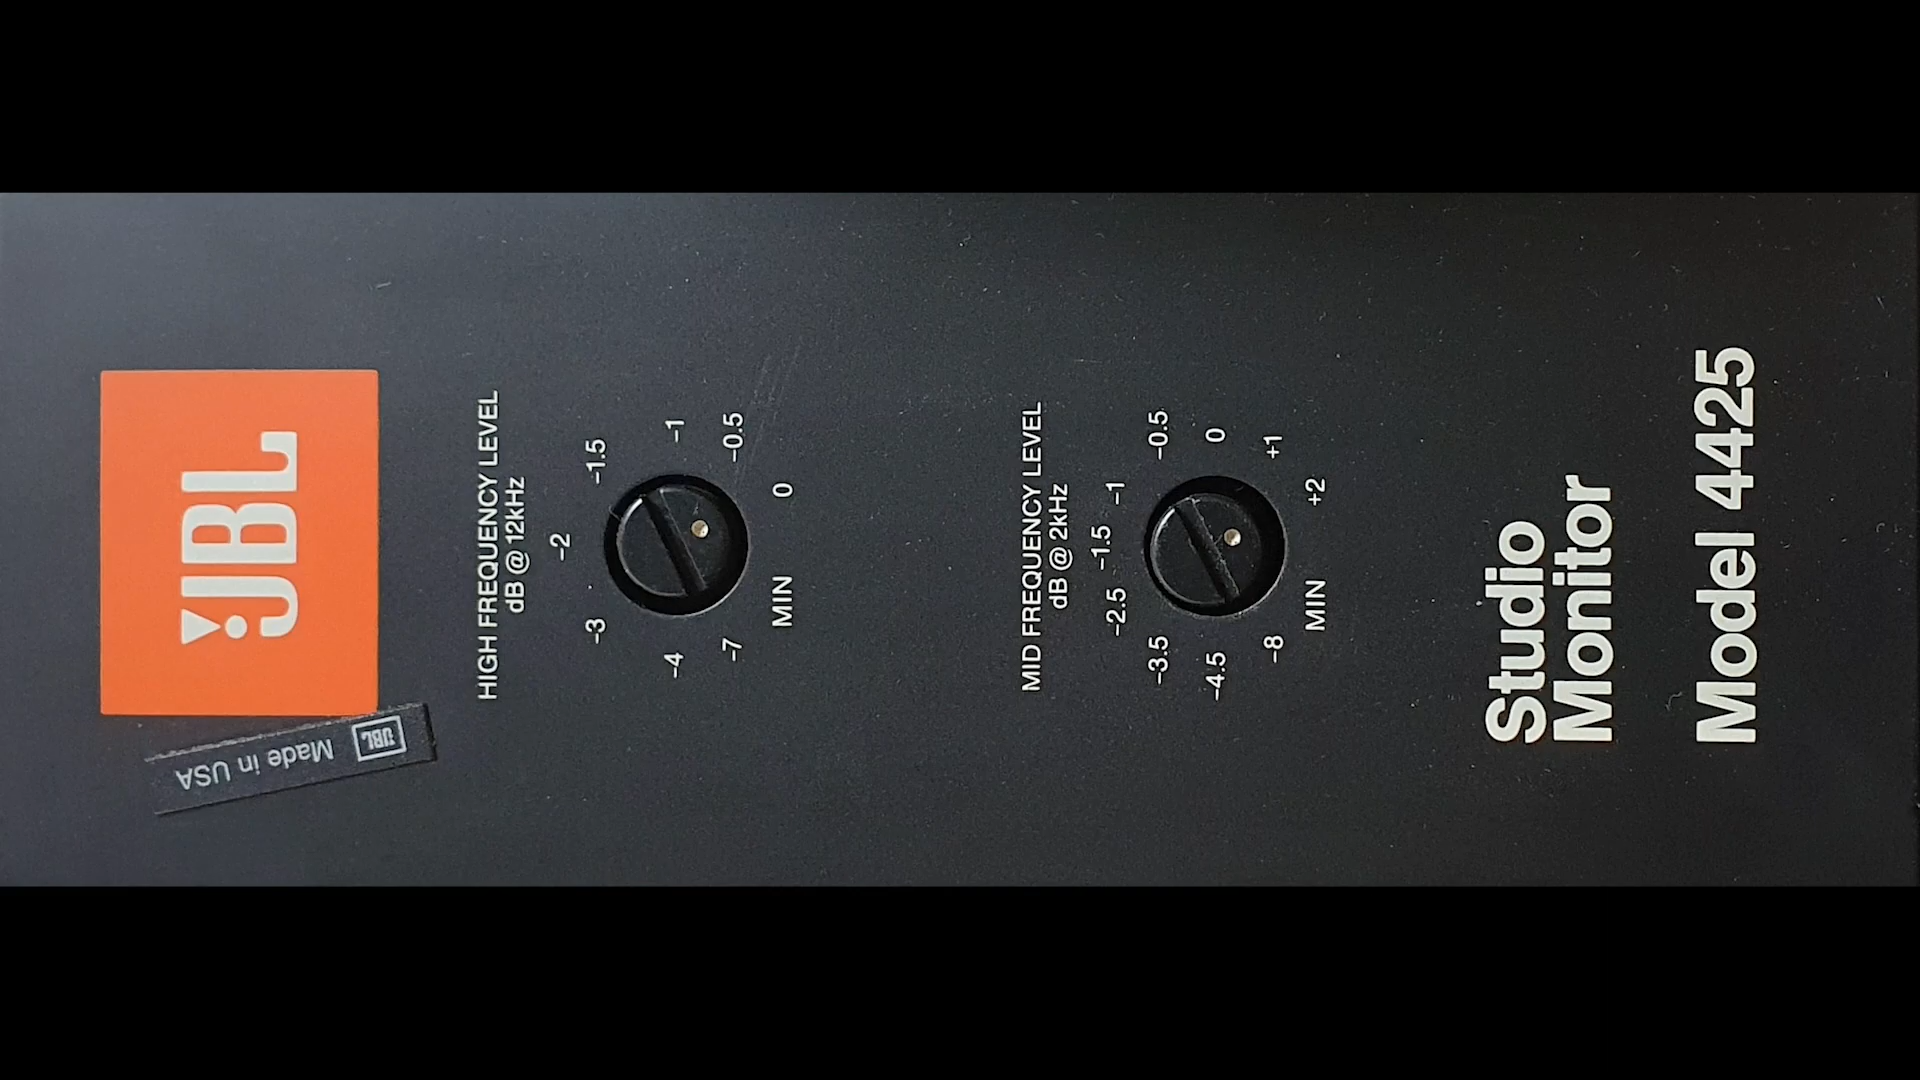 JBL
JBL Made in USA
HIGH FREQUENCY LEVEL
dB @ 12kHz
-2
-1.5
-3
-1
-4
-0.5
-7
0
MIN
MID FREQUENCY LEVEL
dB @ 2kHz
-1.5
-1
-2.5
-0.5
-3.5
0
-4.5
+1
-8
+2
MIN
Studio
Monitor
Model 4425